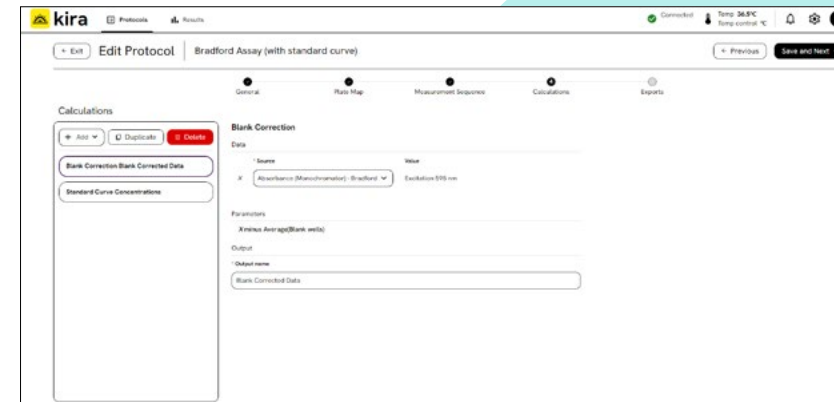 kira Protocols Results Connected Temp 36.5°C
Temp control °C
← Exit Edit Protocol Bradford Assay (with standard curve) ← Previous Save and Next
General Plate Map Measurement Sequence 4 Calculations Exports
Calculations
+ Add Duplicate Delete
Blank Correction Blank Corrected Data
Standard Curve Concentrations
Blank Correction
Data
* Source Value
X Absorbance (Monochromator) - Bradford Excitation 595 nm
Parameters
X minus Average(Blank wells)
Output
* Output name
Blank Corrected Data